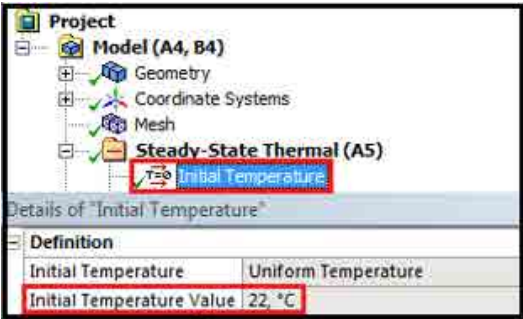 Project
Model (A4, B4)
Geometry
Coordinate Systems
Mesh
Steady-State Thermal (A5)
T=0 Initial Temperature
Details of "Initial Temperature"
Definition
Initial Temperature Uniform Temperature
Initial Temperature Value 22, °C